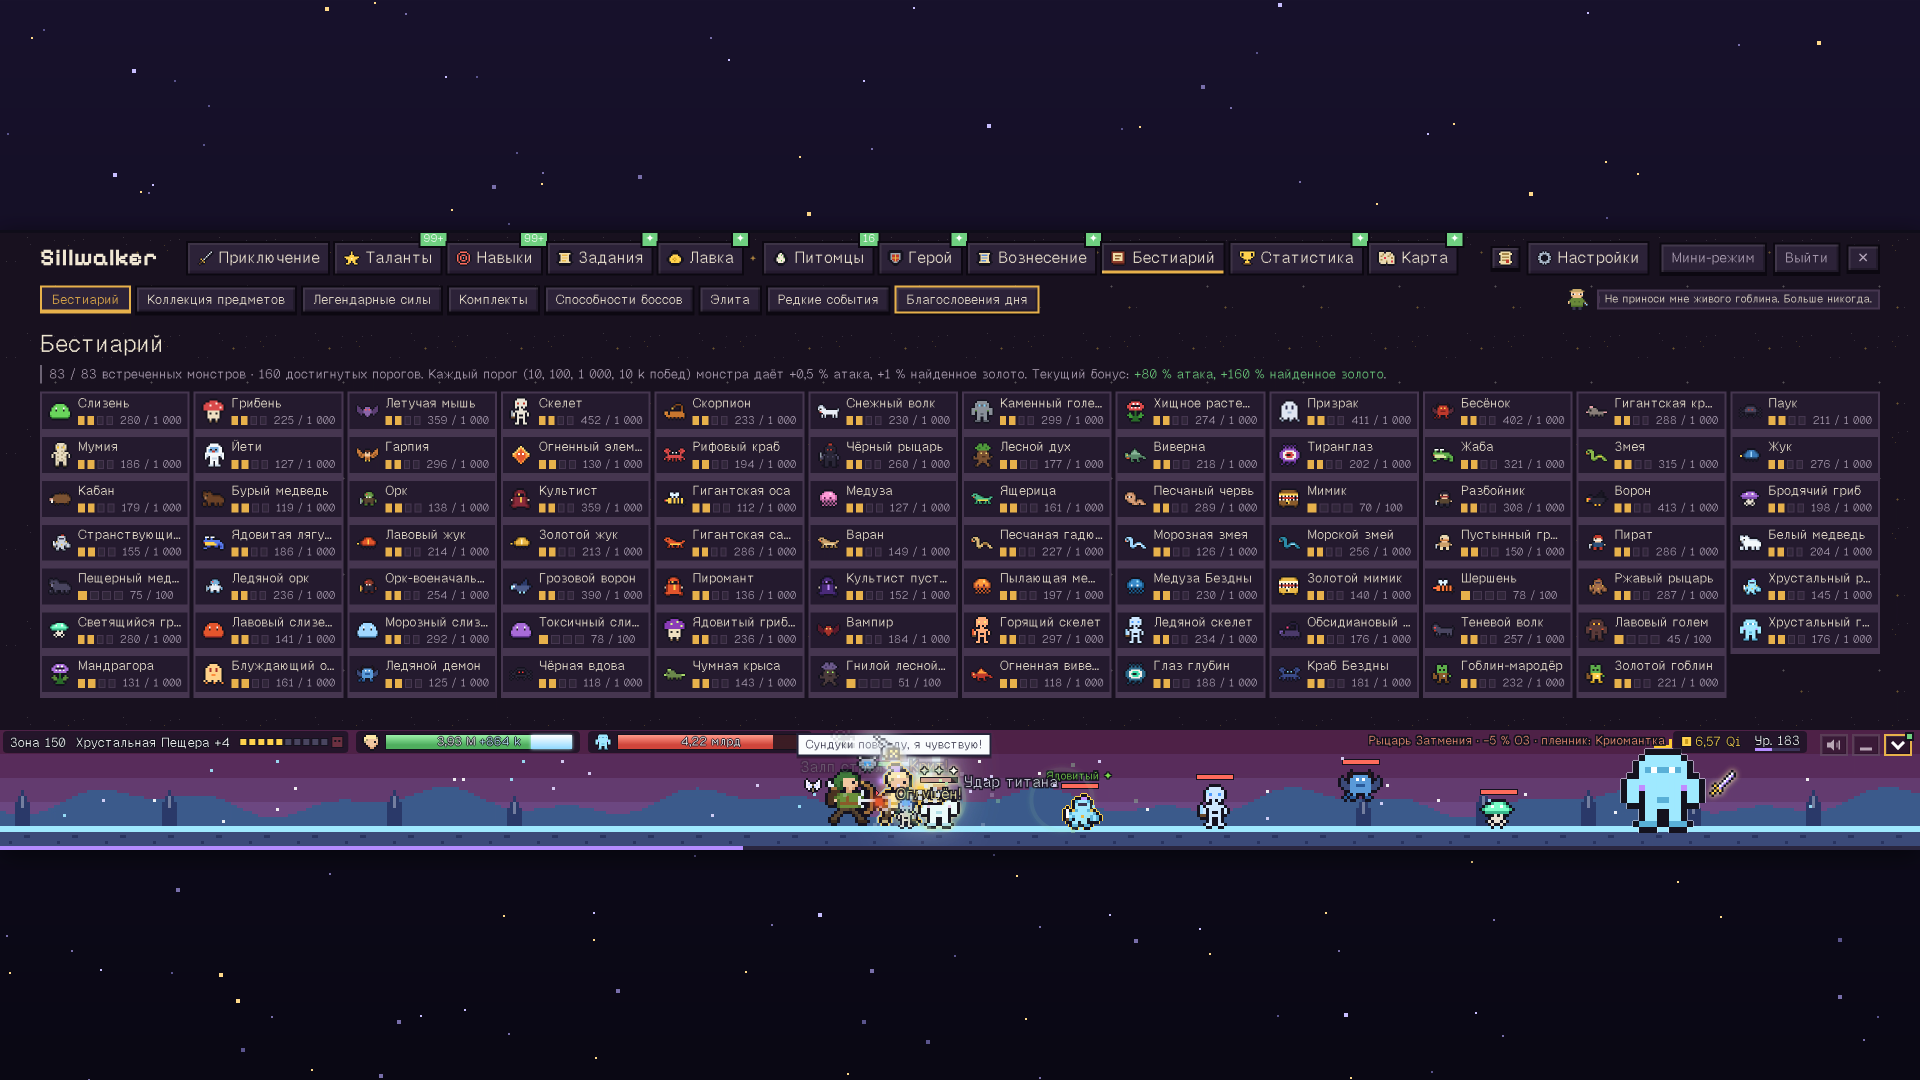 99+ 99+ 16
Sillwalker Приключение Таланты Навыки Задания Лавка Питомцы Герой Вознесение Бестиарий Статистика Карта Настройки Мини-режим Выйти ×
Бестиарий Коллекция предметов Легендарные силы Комплекты Способности боссов Элита Редкие события Благословения дня Не приноси мне живого гоблина. Больше никогда.
Бестиарий
83 / 83 встреченных монстров · 160 достигнутых порогов. Каждый порог (10, 100, 1 000, 10 k побед) монстра даёт +0,5 % атака, +1 % найденное золото. Текущий бонус: +80 % атака, +160 % найденное золото.
Слизень Грибень Летучая мышь Скелет Скорпион Снежный волк Каменный голе… Хищное расте… Призрак Бесёнок Гигантская кр… Паук
280 / 1 000 225 / 1 000 359 / 1 000 452 / 1 000 233 / 1 000 230 / 1 000 299 / 1 000 274 / 1 000 411 / 1 000 402 / 1 000 288 / 1 000 211 / 1 000
Мумия Йети Гарпия Огненный элем… Рифовый краб Чёрный рыцарь Лесной дух Виверна Тиранглаз Жаба Змея Жук
186 / 1 000 127 / 1 000 296 / 1 000 130 / 1 000 194 / 1 000 260 / 1 000 177 / 1 000 218 / 1 000 202 / 1 000 321 / 1 000 315 / 1 000 276 / 1 000
Кабан Бурый медведь Орк Культист Гигантская оса Медуза Ящерица Песчаный червь Мимик Разбойник Ворон Бродячий гриб
179 / 1 000 119 / 1 000 138 / 1 000 359 / 1 000 112 / 1 000 127 / 1 000 161 / 1 000 289 / 1 000 70 / 100 308 / 1 000 413 / 1 000 198 / 1 000
Странствующи… Ядовитая лягу… Лавовый жук Золотой жук Гигантская са… Варан Песчаная гадю… Морозная змея Морской змей Пустынный гр… Пират Белый медведь
155 / 1 000 186 / 1 000 214 / 1 000 213 / 1 000 286 / 1 000 149 / 1 000 227 / 1 000 126 / 1 000 256 / 1 000 150 / 1 000 286 / 1 000 204 / 1 000
Пещерный мед… Ледяной орк Орк-военачаль… Грозовой ворон Пиромант Культист пуст… Пылающая ме… Медуза Бездны Золотой мимик Шершень Ржавый рыцарь Хрустальный р…
75 / 100 236 / 1 000 254 / 1 000 390 / 1 000 136 / 1 000 152 / 1 000 197 / 1 000 230 / 1 000 140 / 1 000 78 / 100 287 / 1 000 145 / 1 000
Светящийся гр… Лавовый слизе… Морозный слиз… Токсичный сли… Ядовитый гриб… Вампир Горящий скелет Ледяной скелет Обсидиановый … Теневой волк Лавовый голем Хрустальный г…
280 / 1 000 141 / 1 000 292 / 1 000 78 / 100 236 / 1 000 184 / 1 000 297 / 1 000 234 / 1 000 176 / 1 000 257 / 1 000 45 / 100 176 / 1 000
Мандрагора Блуждающий о… Ледяной демон Чёрная вдова Чумная крыса Гнилой лесной… Огненная виве… Глаз глубин Краб Бездны Гоблин-мародёр Золотой гоблин
131 / 1 000 161 / 1 000 125 / 1 000 118 / 1 000 143 / 1 000 51 / 100 118 / 1 000 188 / 1 000 181 / 1 000 232 / 1 000 221 / 1 000
Зона 150 Хрустальная Пещера +4 3,93 M +864 k 4,22 млрд Сундуки повсюду, я чувствую! Рыцарь Затмения · -5 % ОЗ · пленник: Криомантка 6,57 Qi Ур. 183
Залп
Удар титана
Ядовитый
Оглушён!